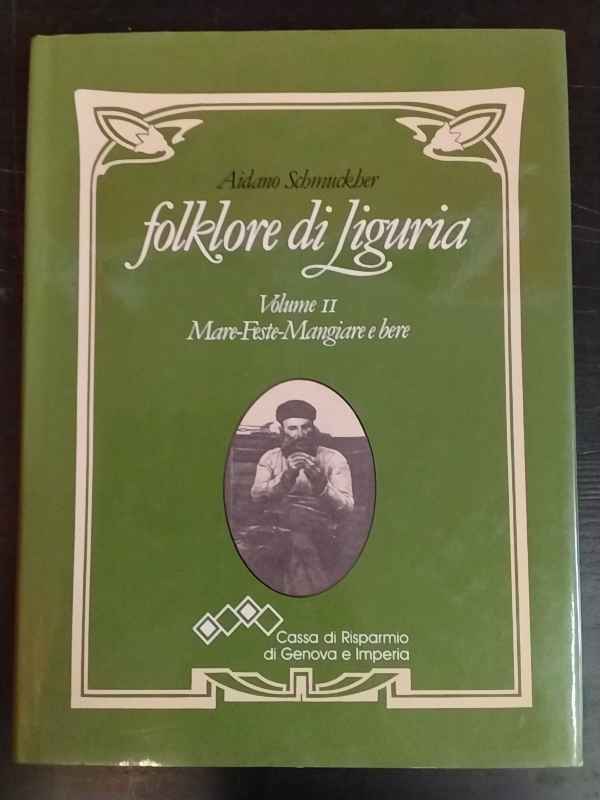 Aidano Schmuckher
folklore di Liguria
Volume II
Mare-Feste-Mangiare e bere
Cassa di Risparmio
di Genova e Imperia